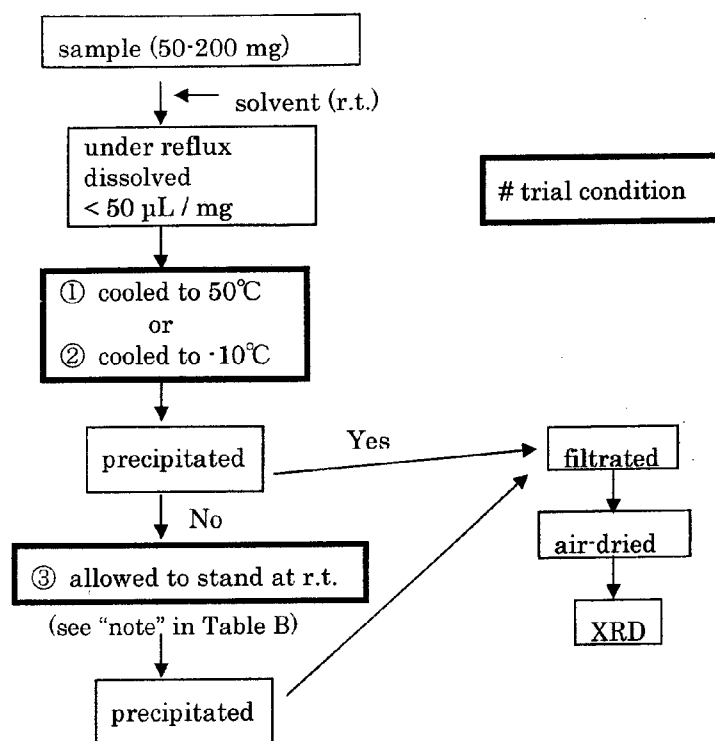 sample (50-200 mg)
solvent (r.t.)
under reflux
dissolved
< 50 μL / mg
# trial condition
① cooled to 50℃
or
② cooled to -10℃
precipitated
Yes
filtrated
No
air-dried
③ allowed to stand at r.t.
(see “note” in Table B)
XRD
precipitated